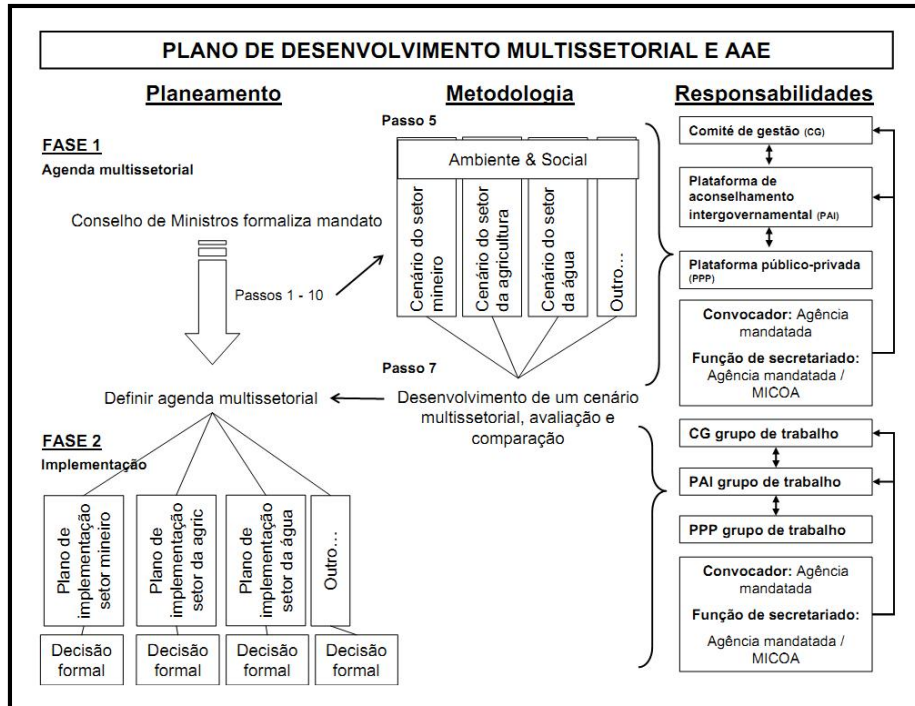 PLANO DE DESENVOLVIMENTO MULTISSETORIAL E AAE
Planeamento
Metodologia
Responsabilidades
FASE 1
Agenda multissetorial
Conselho de Ministros formaliza mandato
Passos 1 - 10
Definir agenda multissetorial
Passo 5
Ambiente & Social
Cenário do setor
mineiro
Cenário do setor
da agricultura
Cenário do setor
da água
Outro...
Passo 7
Desenvolvimento de um cenário
multissetorial, avaliação e
comparação
Comité de gestão (CG)
Plataforma de
aconselhamento
intergovernamental (PAI)
Plataforma público-privada
(PPP)
Convocador: Agência
mandatada
Função de secretariado:
Agência mandatada /
MICOA
FASE 2
Implementação
Plano de
implementação
setor mineiro
Plano de
implementação
setor da agric
Plano de
implementação
setor da água
Outro...
Decisão
formal
Decisão
formal
Decisão
formal
Decisão
formal
CG grupo de trabalho
PAI grupo de trabalho
PPP grupo de trabalho
Convocador: Agência
mandatada
Função de secretariado:
Agência mandatada /
MICOA